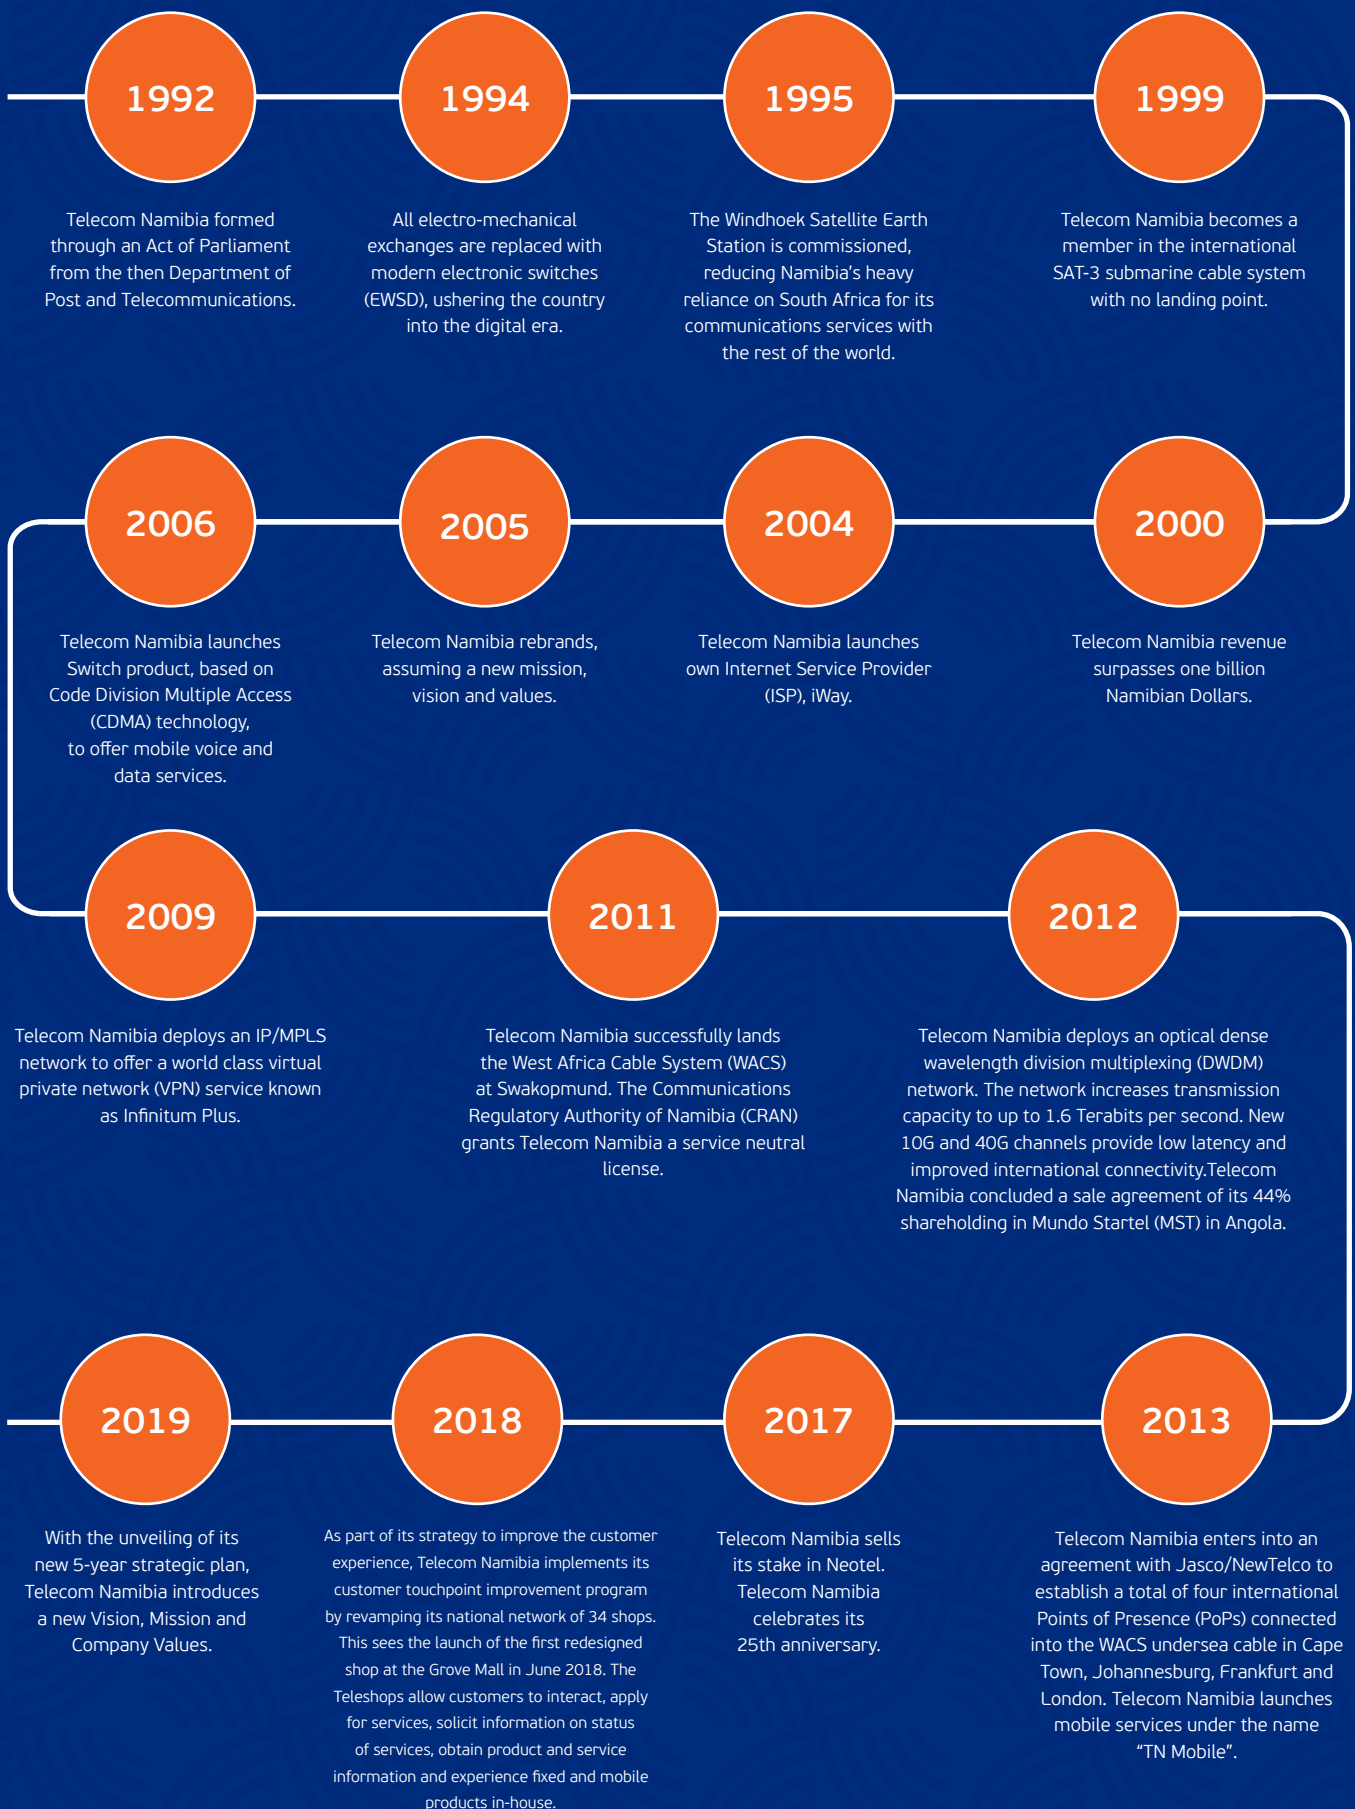 1992
Telecom Namibia formed
through an Act of Parliament
from the then Department of
Post and Telecommunications.
1994
All electro-mechanical
exchanges are replaced with
modern electronic switches
(EWSD), ushering the country
into the digital era.
1995
The Windhoek Satellite Earth
Station is commissioned,
reducing Namibia's heavy
reliance on South Africa for its
communications services with
the rest of the world.
1999
Telecom Namibia becomes a
member in the international
SAT-3 submarine cable system
with no landing point.
2000
Telecom Namibia revenue
surpasses one billion
Namibian Dollars.
2004
Telecom Namibia launches
own Internet Service Provider
(ISP), iWay.
2005
Telecom Namibia rebrands,
assuming a new mission,
vision and values.
2006
Telecom Namibia launches
Switch product, based on
Code Division Multiple Access
(CDMA) technology,
to offer mobile voice and
data services.
2009
Telecom Namibia deploys an IP/MPLS
network to offer a world class virtual
private network (VPN) service known
as Infinitum Plus.
2011
Telecom Namibia successfully lands
the West Africa Cable System (WACS)
at Swakopmund. The Communications
Regulatory Authority of Namibia (CRAN)
grants Telecom Namibia a service neutral
license.
2012
Telecom Namibia deploys an optical dense
wavelength division multiplexing (DWDM)
network. The network increases transmission
capacity to up to 1.6 Terabits per second. New
10G and 40G channels provide low latency and
improved international connectivity.Telecom
Namibia concluded a sale agreement of its 44%
shareholding in Mundo Startel (MST) in Angola.
2013
Telecom Namibia enters into an
agreement with Jasco/NewTelco to
establish a total of four international
Points of Presence (PoPs) connected
into the WACS undersea cable in Cape
Town, Johannesburg, Frankfurt and
London. Telecom Namibia launches
mobile services under the name
“TN Mobile”.
2017
Telecom Namibia sells
its stake in Neotel.
Telecom Namibia
celebrates its
25th anniversary.
2018
As part of its strategy to improve the customer
experience, Telecom Namibia implements its
customer touchpoint improvement program
by revamping its national network of 34 shops.
This sees the launch of the first redesigned
shop at the Grove Mall in June 2018. The
Teleshops allow customers to interact, apply
for services, solicit information on status
of services, obtain product and service
information and experience fixed and mobile
products in-house.
2019
With the unveiling of its
new 5-year strategic plan,
Telecom Namibia introduces
a new Vision, Mission and
Company Values.